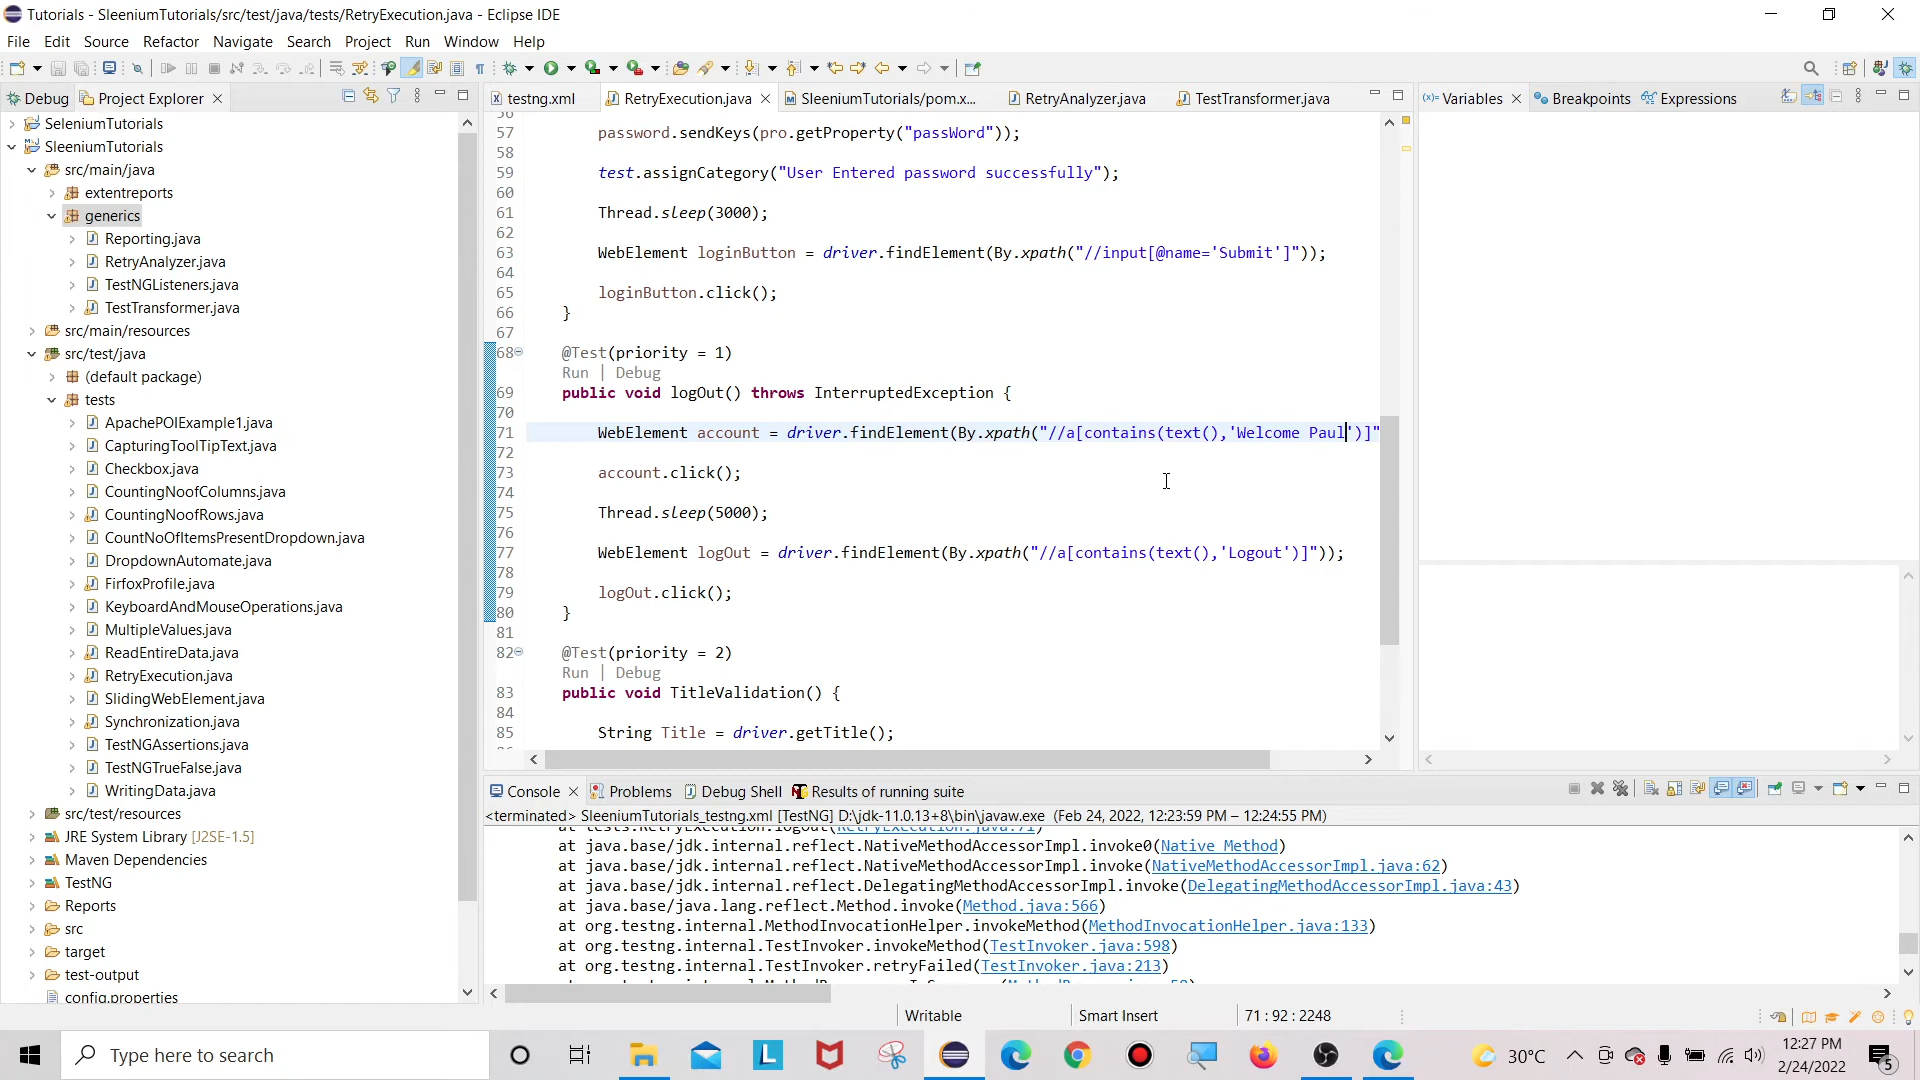 Tutorials - SleeniumTutorials/src/test/java/tests/RetryExecution.java - Eclipse IDE
File Edit Source Refactor Navigate Search Project Run Window Help
Debug Project Explorer
SeleniumTutorials
SleeniumTutorials
src/main/java
extentreports
generics
Reporting.java
RetryAnalyzer.java
TestNGListeners.java
TestTransformer.java
src/main/resources
src/test/java
(default package)
tests
ApachePOIExample1.java
CapturingToolTipText.java
Checkbox.java
CountingNoofColumns.java
CountingNoofRows.java
CountNoOfItemsPresentDropdown.java
DropdownAutomate.java
FirfoxProfile.java
KeyboardAndMouseOperations.java
MultipleValues.java
ReadEntireData.java
RetryExecution.java
SlidingWebElement.java
Synchronization.java
TestNGAssertions.java
TestNGTrueFalse.java
WritingData.java
src/test/resources
JRE System Library [J2SE-1.5]
Maven Dependencies
TestNG
Reports
src
target
test-output
config.properties
testng.xml RetryExecution.java SleeniumTutorials/pom.x... RetryAnalyzer.java TestTransformer.java
56
57 password.sendKeys(pro.getProperty("passWord"));
58
59 test.assignCategory("User Entered password successfully");
60
61 Thread.sleep(3000);
62
63 WebElement loginButton = driver.findElement(By.xpath("//input[@name='Submit']"));
64
65 loginButton.click();
66 }
67
68 @Test(priority = 1)
Run | Debug
69 public void logOut() throws InterruptedException {
70
71 WebElement account = driver.findElement(By.xpath("//a[contains(text(),'Welcome Paul')]"
72
73 account.click();
74
75 Thread.sleep(5000);
76
77 WebElement logOut = driver.findElement(By.xpath("//a[contains(text(),'Logout')]"));
78
79 logOut.click();
80 }
81
82 @Test(priority = 2)
Run | Debug
83 public void TitleValidation() {
84
85 String Title = driver.getTitle();
(x)= Variables Breakpoints Expressions
Console Problems Debug Shell Results of running suite
<terminated> SleeniumTutorials_testng.xml [TestNG] D:\jdk-11.0.13+8\bin\javaw.exe (Feb 24, 2022, 12:23:59 PM – 12:24:55 PM)
at tests.RetryExecution.logOut(RetryExecution.java:71)
at java.base/jdk.internal.reflect.NativeMethodAccessorImpl.invoke0(Native Method)
at java.base/jdk.internal.reflect.NativeMethodAccessorImpl.invoke(NativeMethodAccessorImpl.java:62)
at java.base/jdk.internal.reflect.DelegatingMethodAccessorImpl.invoke(DelegatingMethodAccessorImpl.java:43)
at java.base/java.lang.reflect.Method.invoke(Method.java:566)
at org.testng.internal.MethodInvocationHelper.invokeMethod(MethodInvocationHelper.java:133)
at org.testng.internal.TestInvoker.invokeMethod(TestInvoker.java:598)
at org.testng.internal.TestInvoker.retryFailed(TestInvoker.java:213)
Writable Smart Insert 71 : 92 : 2248
Type here to search
30°C
12:27 PM
2/24/2022
5